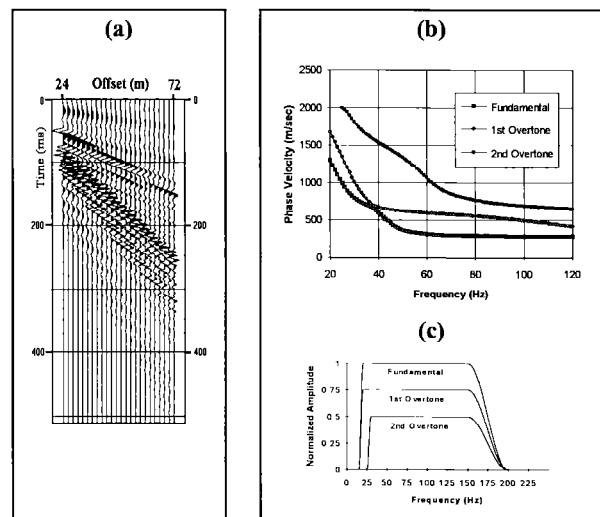 (a)
24 Offset (m) 72
0 0
Time (ms)
200 200
400 400
(b)
2500
2000
1500
1000
500
0
Phase Velocity (m/sec)
Fundamental
1st Overtone
2nd Overtone
20 40 60 80 100 120
Frequency (Hz)
(c)
1
0 75
0 5
0 25
0
Normalized Amplitude
Fundamental
1st Overtone
2nd Overtone
0 25 50 75 100 125 150 175 200 225
Frequency (Hz)